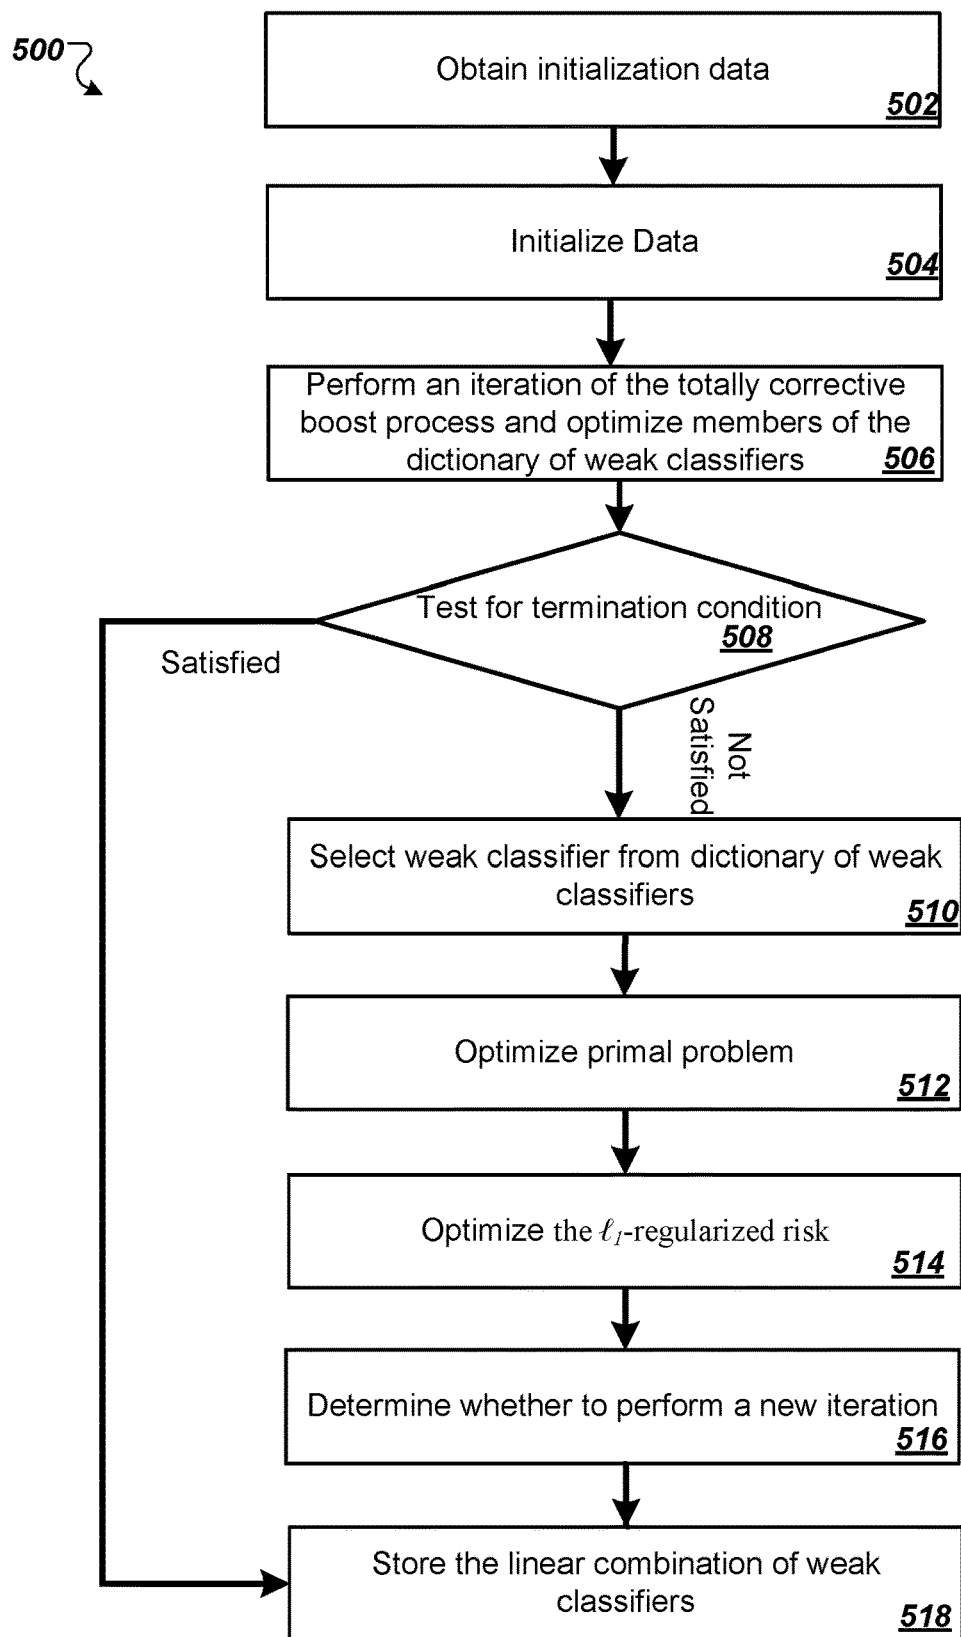 500
Obtain initialization data
502
Initialize Data
504
Perform an iteration of the totally corrective
boost process and optimize members of the
dictionary of weak classifiers
506
Test for termination condition
508
Satisfied
Not
Satisfied
Select weak classifier from dictionary of weak
classifiers
510
Optimize primal problem
512
Optimize the ℓ₁-regularized risk
514
Determine whether to perform a new iteration
516
Store the linear combination of weak
classifiers
518